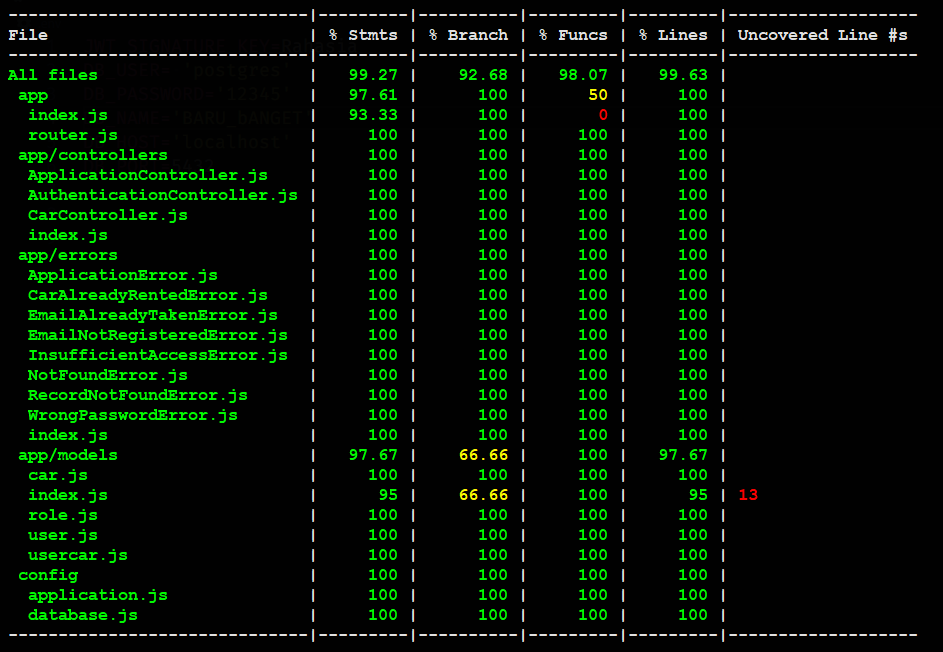 ------------------------------|---------|----------|---------|---------|-------------------
File                          | % Stmts | % Branch | % Funcs | % Lines | Uncovered Line #s
------------------------------|---------|----------|---------|---------|-------------------
All files                     |   99.27 |    92.68 |   98.07 |   99.63 |
 app                          |   97.61 |      100 |      50 |     100 |
  index.js                    |   93.33 |      100 |       0 |     100 |
  router.js                   |     100 |      100 |     100 |     100 |
 app/controllers              |     100 |      100 |     100 |     100 |
  ApplicationController.js    |     100 |      100 |     100 |     100 |
  AuthenticationController.js |     100 |      100 |     100 |     100 |
  CarController.js            |     100 |      100 |     100 |     100 |
  index.js                    |     100 |      100 |     100 |     100 |
 app/errors                   |     100 |      100 |     100 |     100 |
  ApplicationError.js         |     100 |      100 |     100 |     100 |
  CarAlreadyRentedError.js    |     100 |      100 |     100 |     100 |
  EmailAlreadyTakenError.js   |     100 |      100 |     100 |     100 |
  EmailNotRegisteredError.js  |     100 |      100 |     100 |     100 |
  InsufficientAccessError.js  |     100 |      100 |     100 |     100 |
  NotFoundError.js            |     100 |      100 |     100 |     100 |
  RecordNotFoundError.js      |     100 |      100 |     100 |     100 |
  WrongPasswordError.js       |     100 |      100 |     100 |     100 |
  index.js                    |     100 |      100 |     100 |     100 |
 app/models                   |   97.67 |    66.66 |     100 |   97.67 |
  car.js                      |     100 |      100 |     100 |     100 |
  index.js                    |      95 |    66.66 |     100 |      95 | 13
  role.js                     |     100 |      100 |     100 |     100 |
  user.js                     |     100 |      100 |     100 |     100 |
  usercar.js                  |     100 |      100 |     100 |     100 |
 config                       |     100 |      100 |     100 |     100 |
  application.js              |     100 |      100 |     100 |     100 |
  database.js                 |     100 |      100 |     100 |     100 |
------------------------------|---------|----------|---------|---------|-------------------